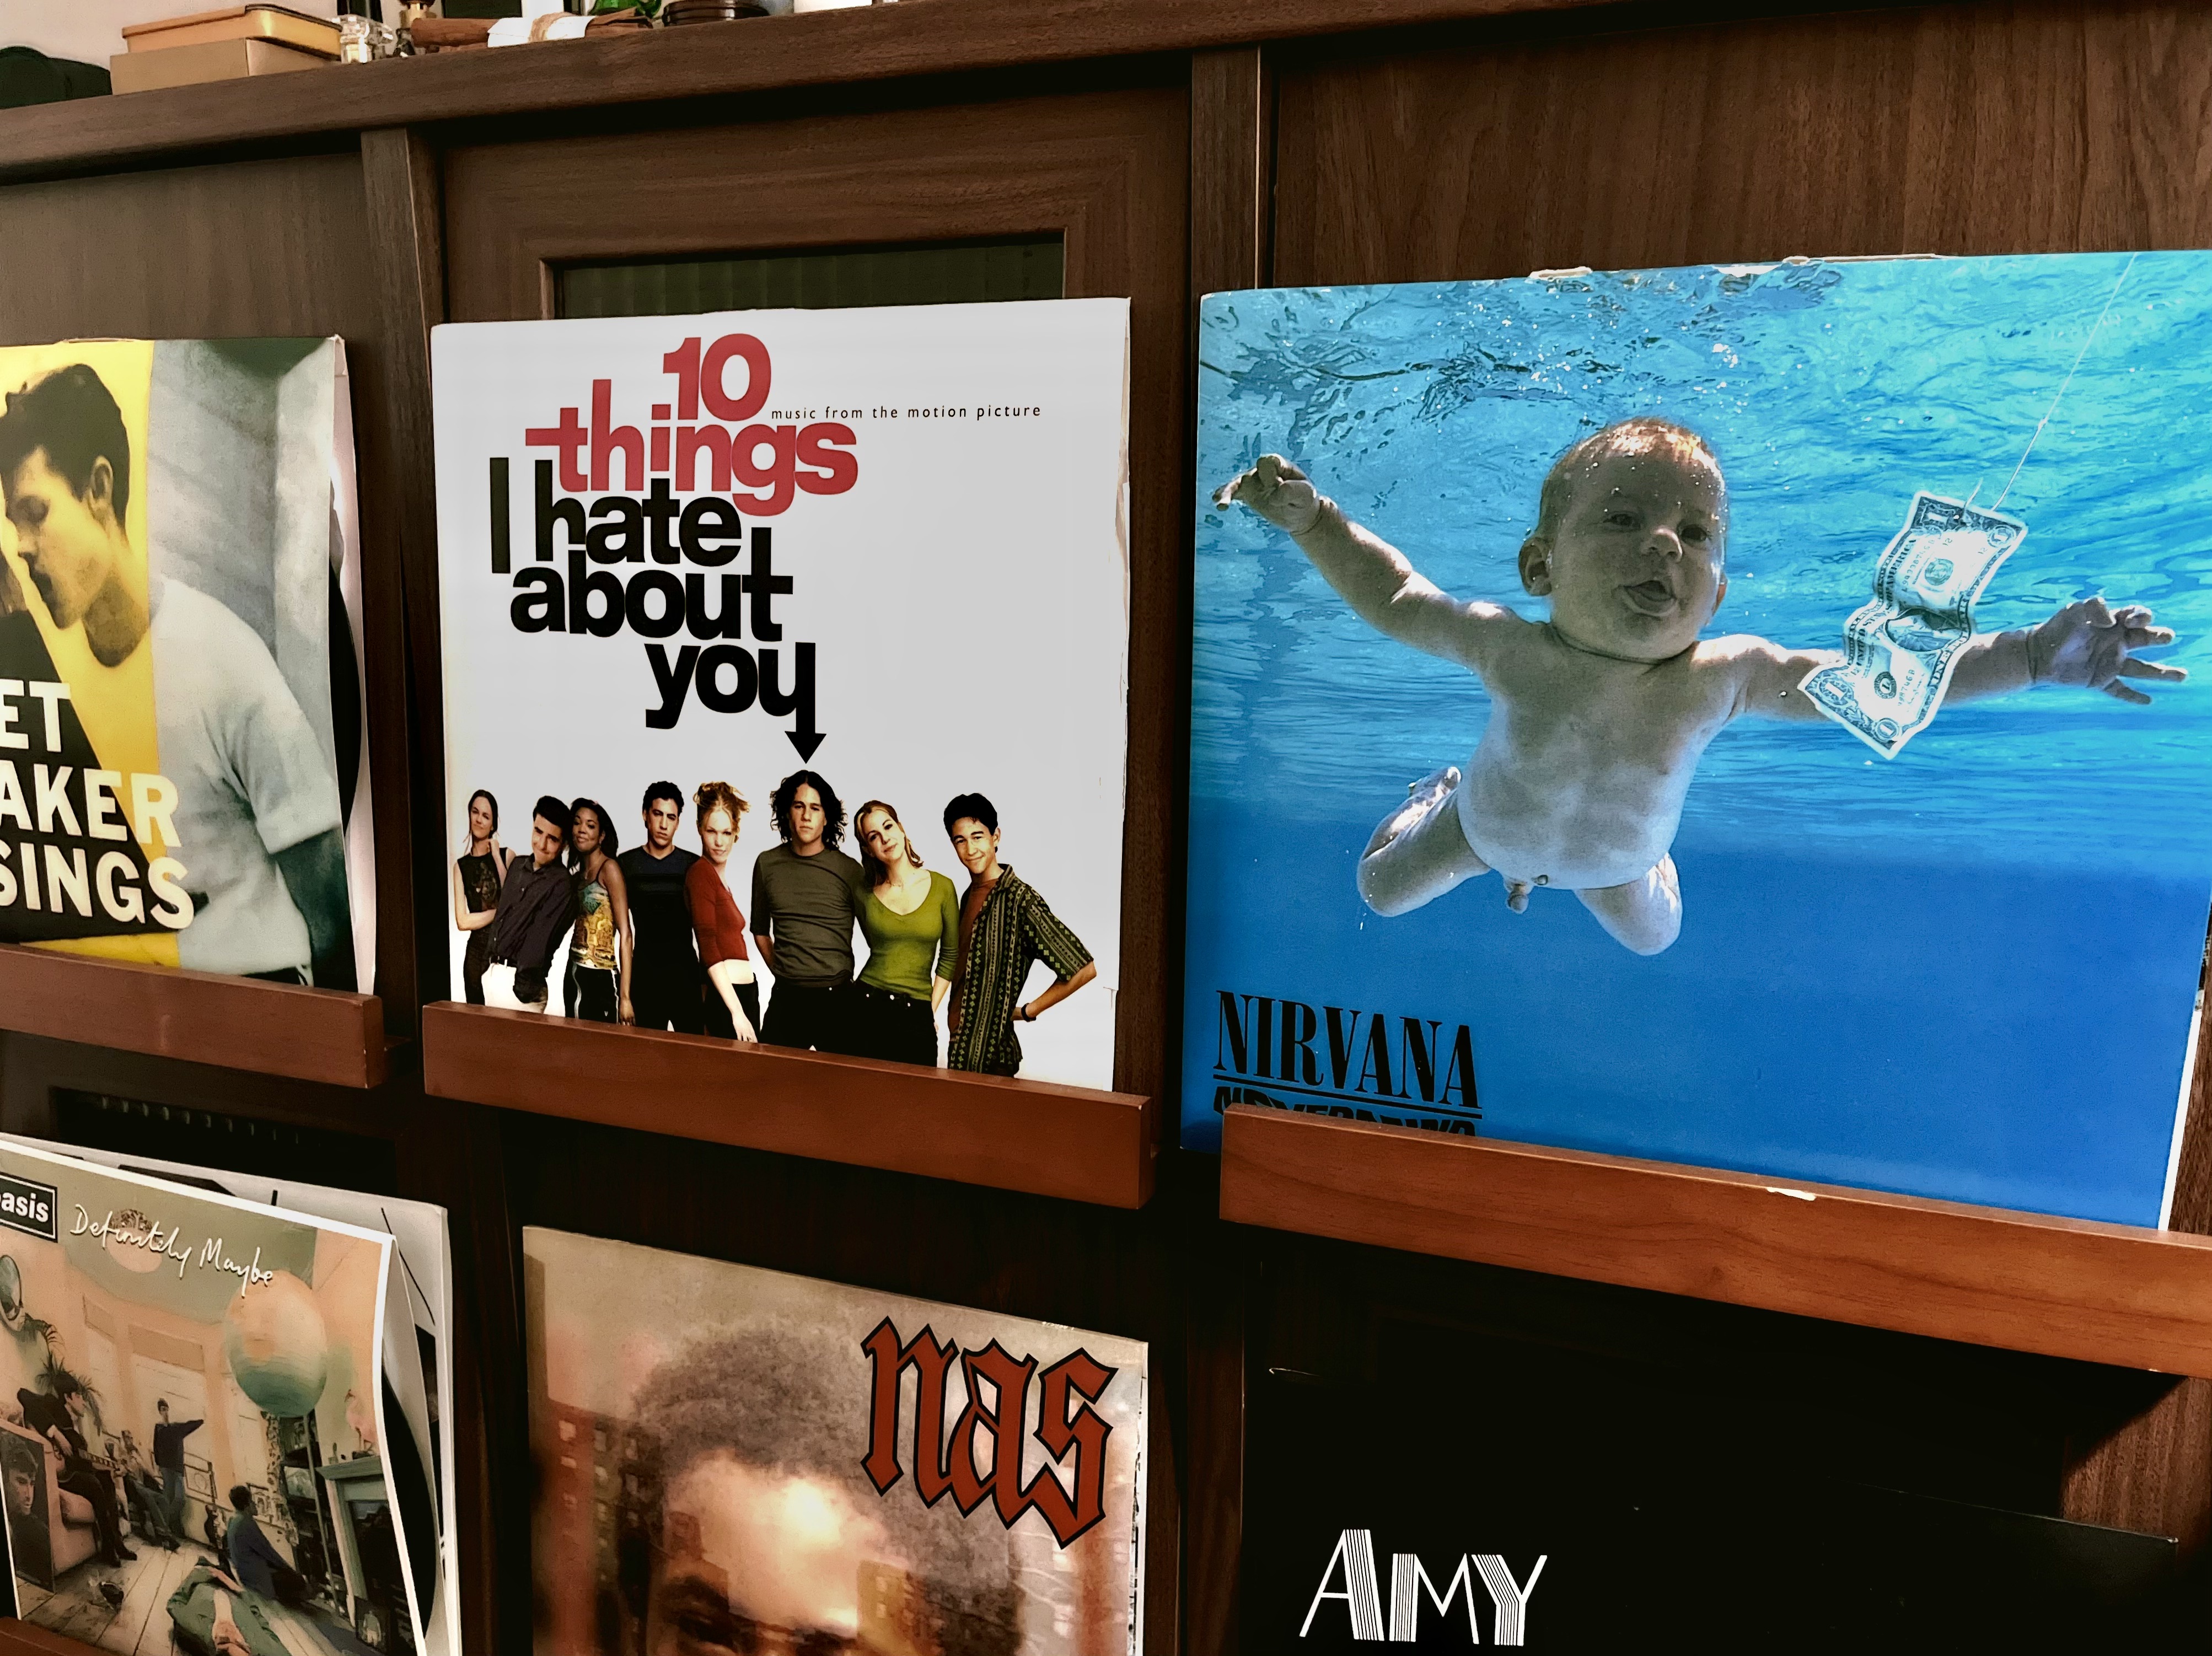 ET
AKER
SINGS
10
things
music from the motion picture
I hate
about
you
NIRVANA
asis
Definitely Maybe
nas
AMY